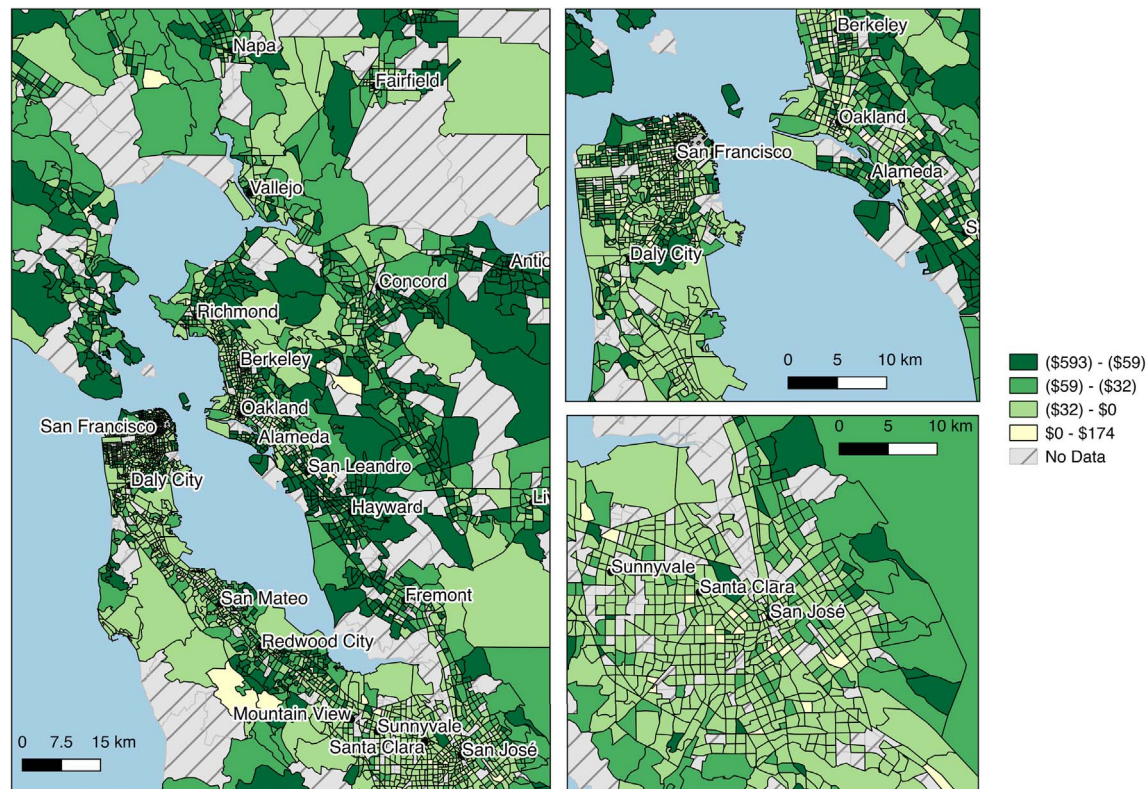 Napa
Fairfield
Vallejo
Antio
Concord
Richmond
Berkeley
Oakland
San Francisco
Alameda
San Leandro
Daly City
Hayward
Liv
San Mateo
Fremont
Redwood City
Mountain View
Sunnyvale
Santa Clara
San José
0 7.5 15 km
Berkeley
Oakland
San Francisco
Alameda
S
Daly City
0 5 10 km
0 5 10 km
Sunnyvale
Santa Clara
San José
($593) - ($59)
($59) - ($32)
($32) - $0
$0 - $174
No Data